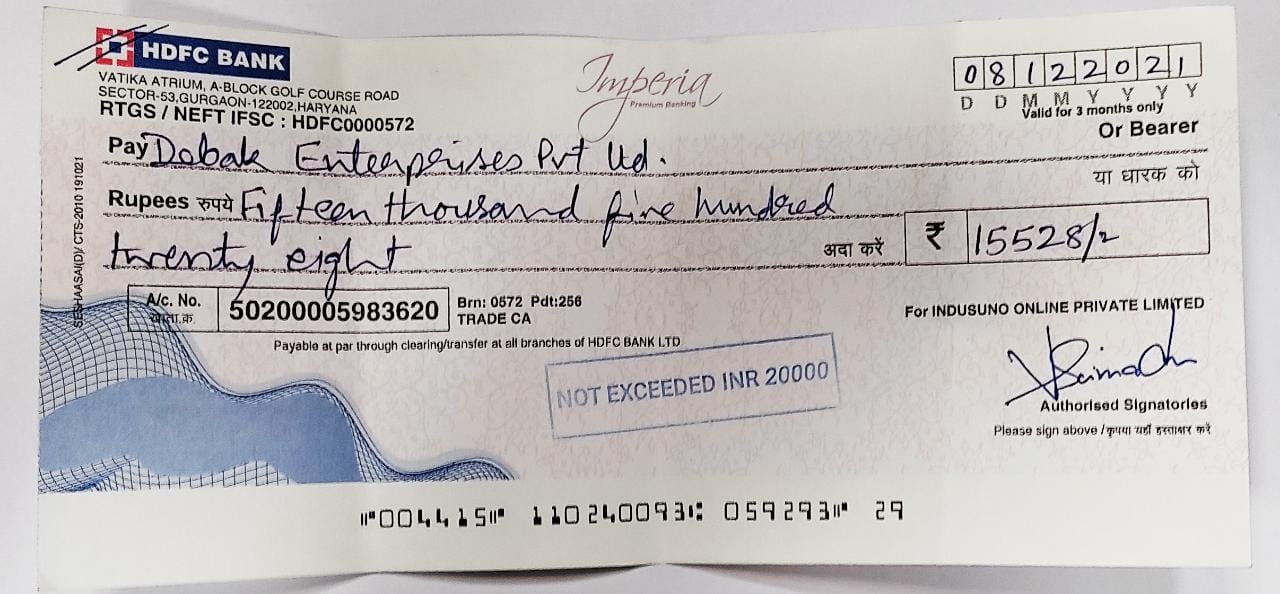 HDFC BANK
Imperia
Premium Banking
08122021
D D M M Y Y Y Y
VATIKA ATRIUM, A-BLOCK GOLF COURSE ROAD
SECTOR-53,GURGAON-122002,HARYANA
RTGS / NEFT IFSC : HDFC0000572
Valid for 3 months only
Or Bearer
Pay Dabak Enterprises Pvt Ltd.
या धारक को
Rupees रुपये Fifteen thousand five hundred
twenty eight अदा करें ₹ 15528/-
SESHAASAI(D)/ CTS-2010 191021
A/c. No. 50200005983620 Brn: 0572 Pdt:256
खाता.क्र. TRADE CA
For INDUSUNO ONLINE PRIVATE LIMITED
Payable at par through clearing/transfer at all branches of HDFC BANK LTD
NOT EXCEEDED INR 20000
Authorised Signatories
Please sign above / कृपया यहाँ हस्ताक्षर करें
⑈004415⑈ 110240093⑆ 059293⑈ 29